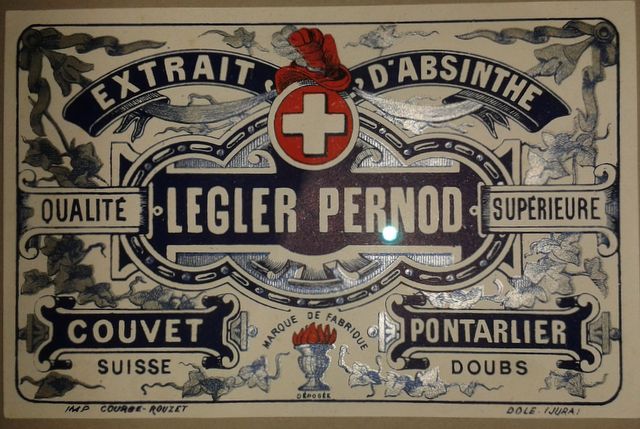 EXTRAIT D'ABSINTHE
QUALITÉ LEGLER PERNOD SUPÉRIEURE
COUVET
SUISSE
MARQUE DE FABRIQUE
DÉPOSÉE
PONTARLIER
DOUBS
IMP COURBE-ROUZET
DOLE-(JURA)